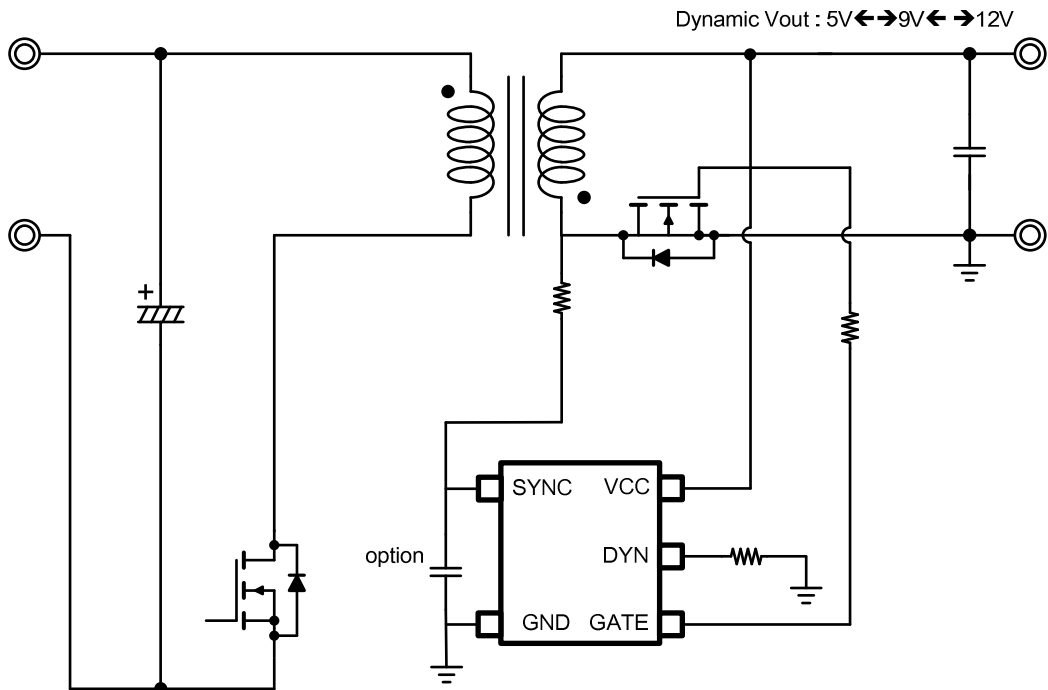 Dynamic Vout : 5V←→9V← →12V
+
SYNC VCC
option
DYN
GND GATE